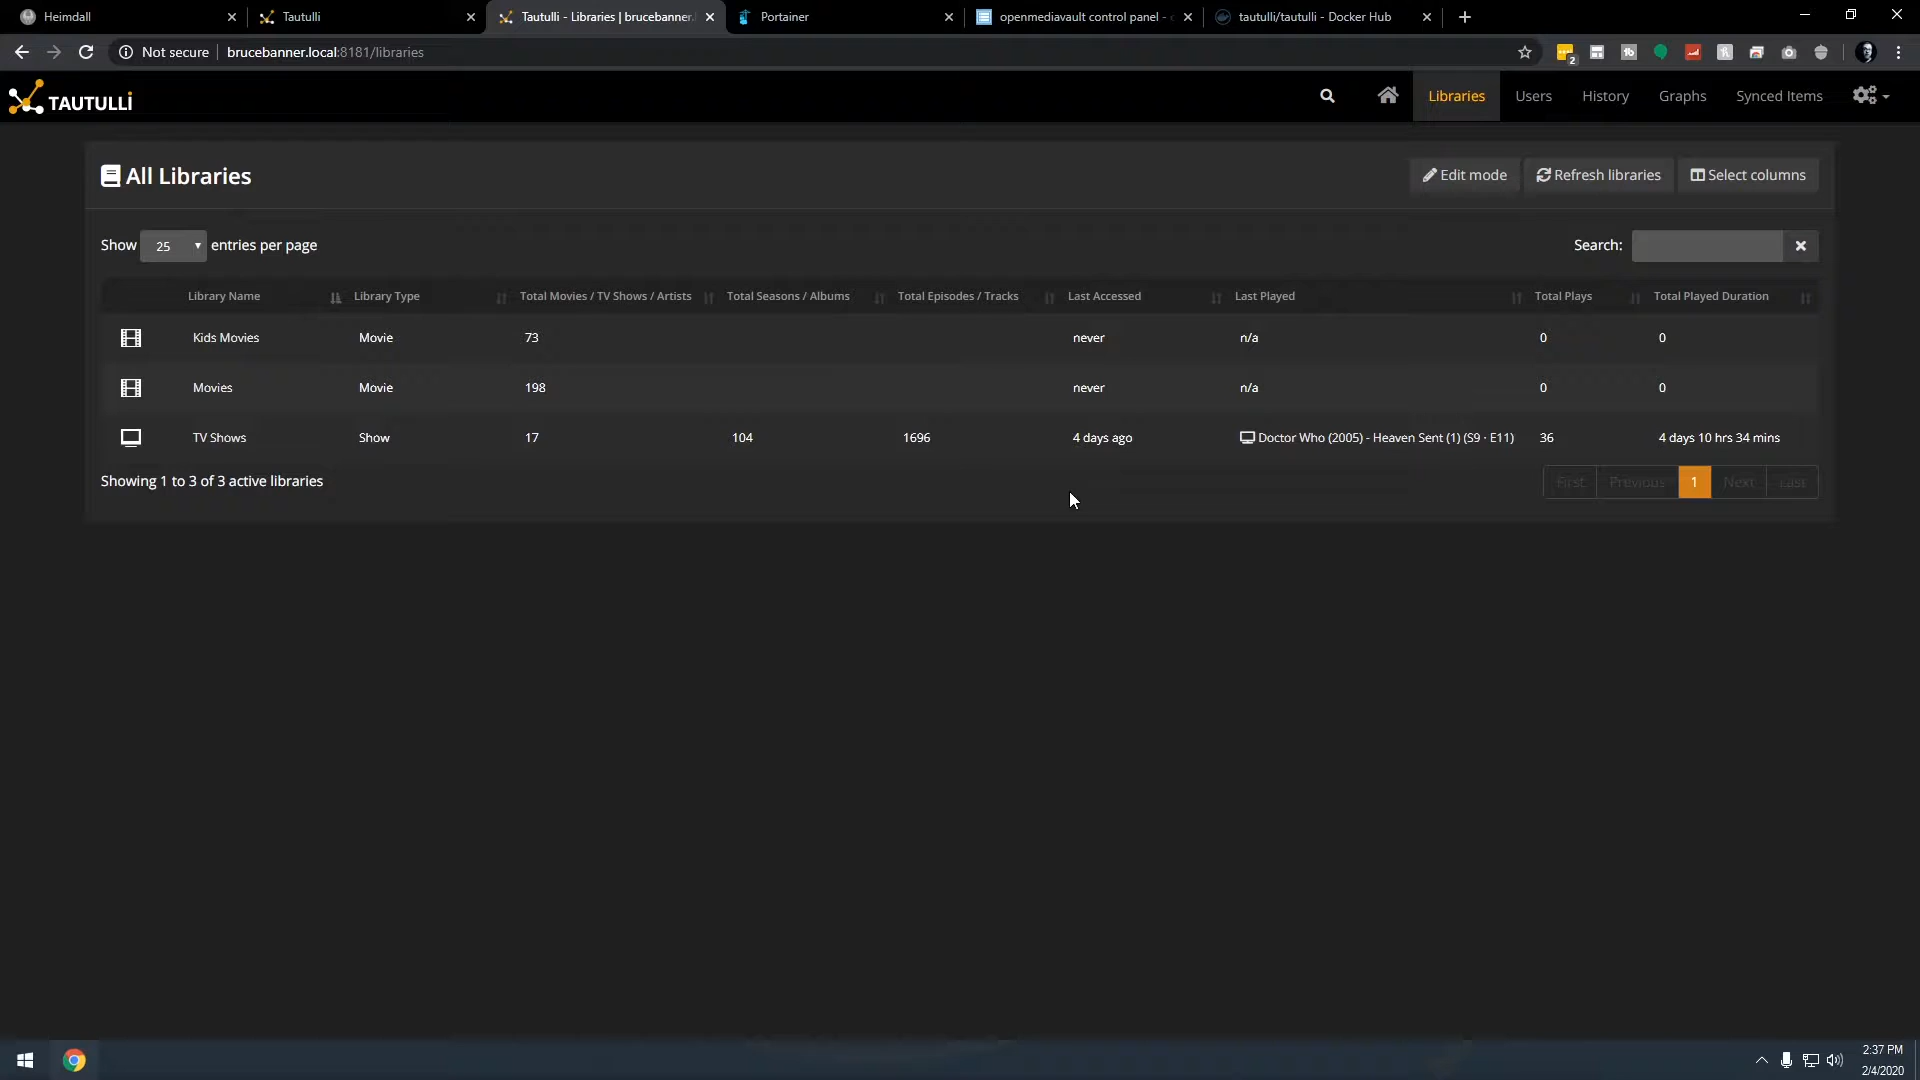 Heimdall
Tautulli
Tautulli - Libraries | brucebanner.
Portainer
openmediavault control panel -
tautulli/tautulli - Docker Hub
Not secure
brucebanner.local:8181/libraries
2
TAUTULLI
Libraries
Users
History
Graphs
Synced Items
All Libraries
Edit mode
Refresh libraries
Select columns
Show 25 entries per page
Search:
Library Name Library Type Total Movies / TV Shows / Artists Total Seasons / Albums Total Episodes / Tracks Last Accessed Last Played Total Plays Total Played Duration
Kids Movies Movie 73 never n/a 0 0
Movies Movie 198 never n/a 0 0
TV Shows Show 17 104 1696 4 days ago Doctor Who (2005) - Heaven Sent (1) (S9 · E11) 36 4 days 10 hrs 34 mins
Showing 1 to 3 of 3 active libraries
First Previous 1 Next Last
2:37 PM
2/4/2020